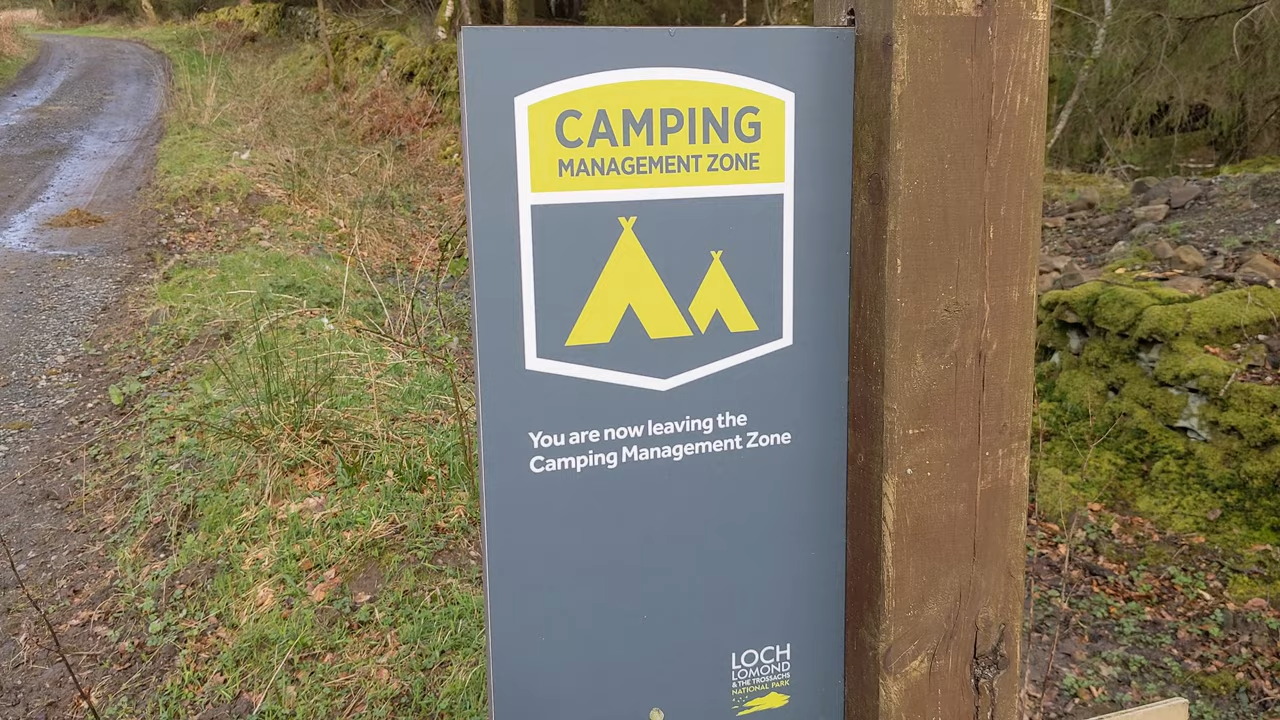 CAMPING
MANAGEMENT ZONE
You are now leaving the
Camping Management Zone
LOCH
LOMOND
& THE TROSSACHS
NATIONAL PARK